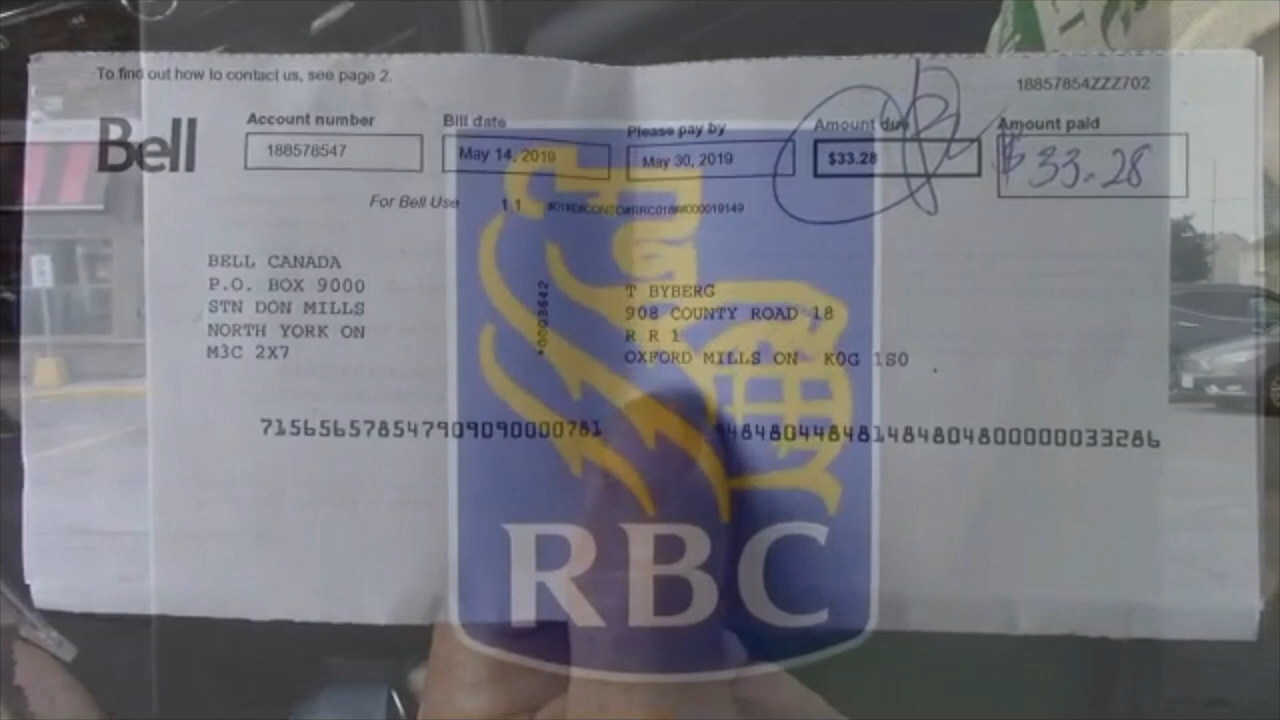 To find out how to contact us, see page 2.
18857854ZZZ702
Bell
Account number
188578547
Bill date
May 14, 2019
Please pay by
May 30, 2019
Amount due
$33.28
Amount paid
$33.28
For Bell Use 1.1
BELL CANADA
P.O. BOX 9000
STN DON MILLS
NORTH YORK ON
M3C 2X7
*0003642
T BYBERG
908 COUNTY ROAD 18
R R 1
OXFORD MILLS ON K0G 1S0
715656578547909090000781
RBC